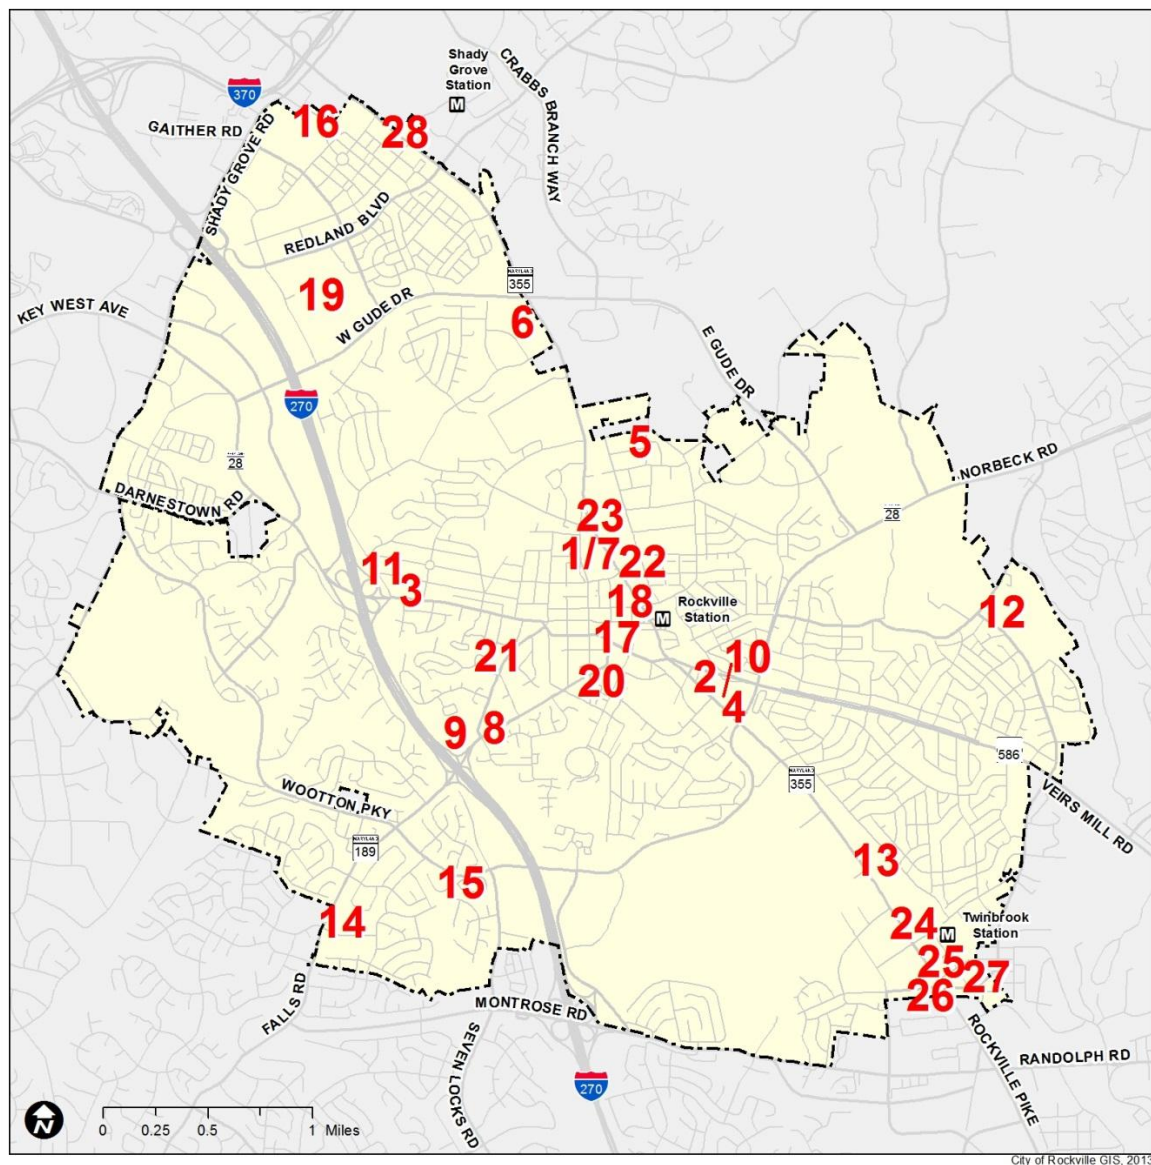 Shady
Grove
Station
M
370
GAITHER RD
SHADY GROVE RD
CRABBS BRANCH WAY
16
28
REDLAND BLVD
19
KEY WEST AVE
W GUDE DR
MARYLAND
355
6
E GUDE DR
270
5
NORBECK RD
28
28
DARNESTOWN RD
23
1/7
22
11
3
18
Rockville
Station
M
12
17
21
10
2 /
4
20
9
8
586
WOOTTON PKY
MARYLAND
355
VEIRS MILL RD
MARYLAND
189
13
15
14
24
Twinbrook
Station
M
25
27
26
FALLS RD
MONTROSE RD
SEVEN LOCKS RD
ROCKVILLE PIKE
RANDOLPH RD
270
N
0 0.25 0.5 1 Miles
City of Rockville GIS, 2013